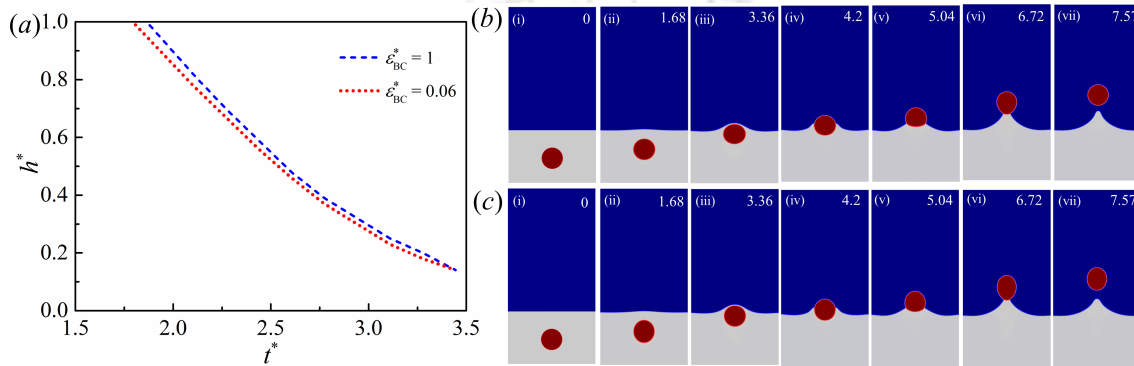 (a)
h*
1.0
0.8
0.6
0.4
0.2
0.0
1.5
2.0
2.5
3.0
3.5
t*
ε*BC = 1
ε*BC = 0.06
(b)
(i) 0
(ii) 1.68
(iii) 3.36
(iv) 4.2
(v) 5.04
(vi) 6.72
(vii) 7.57
(c)
(i) 0
(ii) 1.68
(iii) 3.36
(iv) 4.2
(v) 5.04
(vi) 6.72
(vii) 7.57